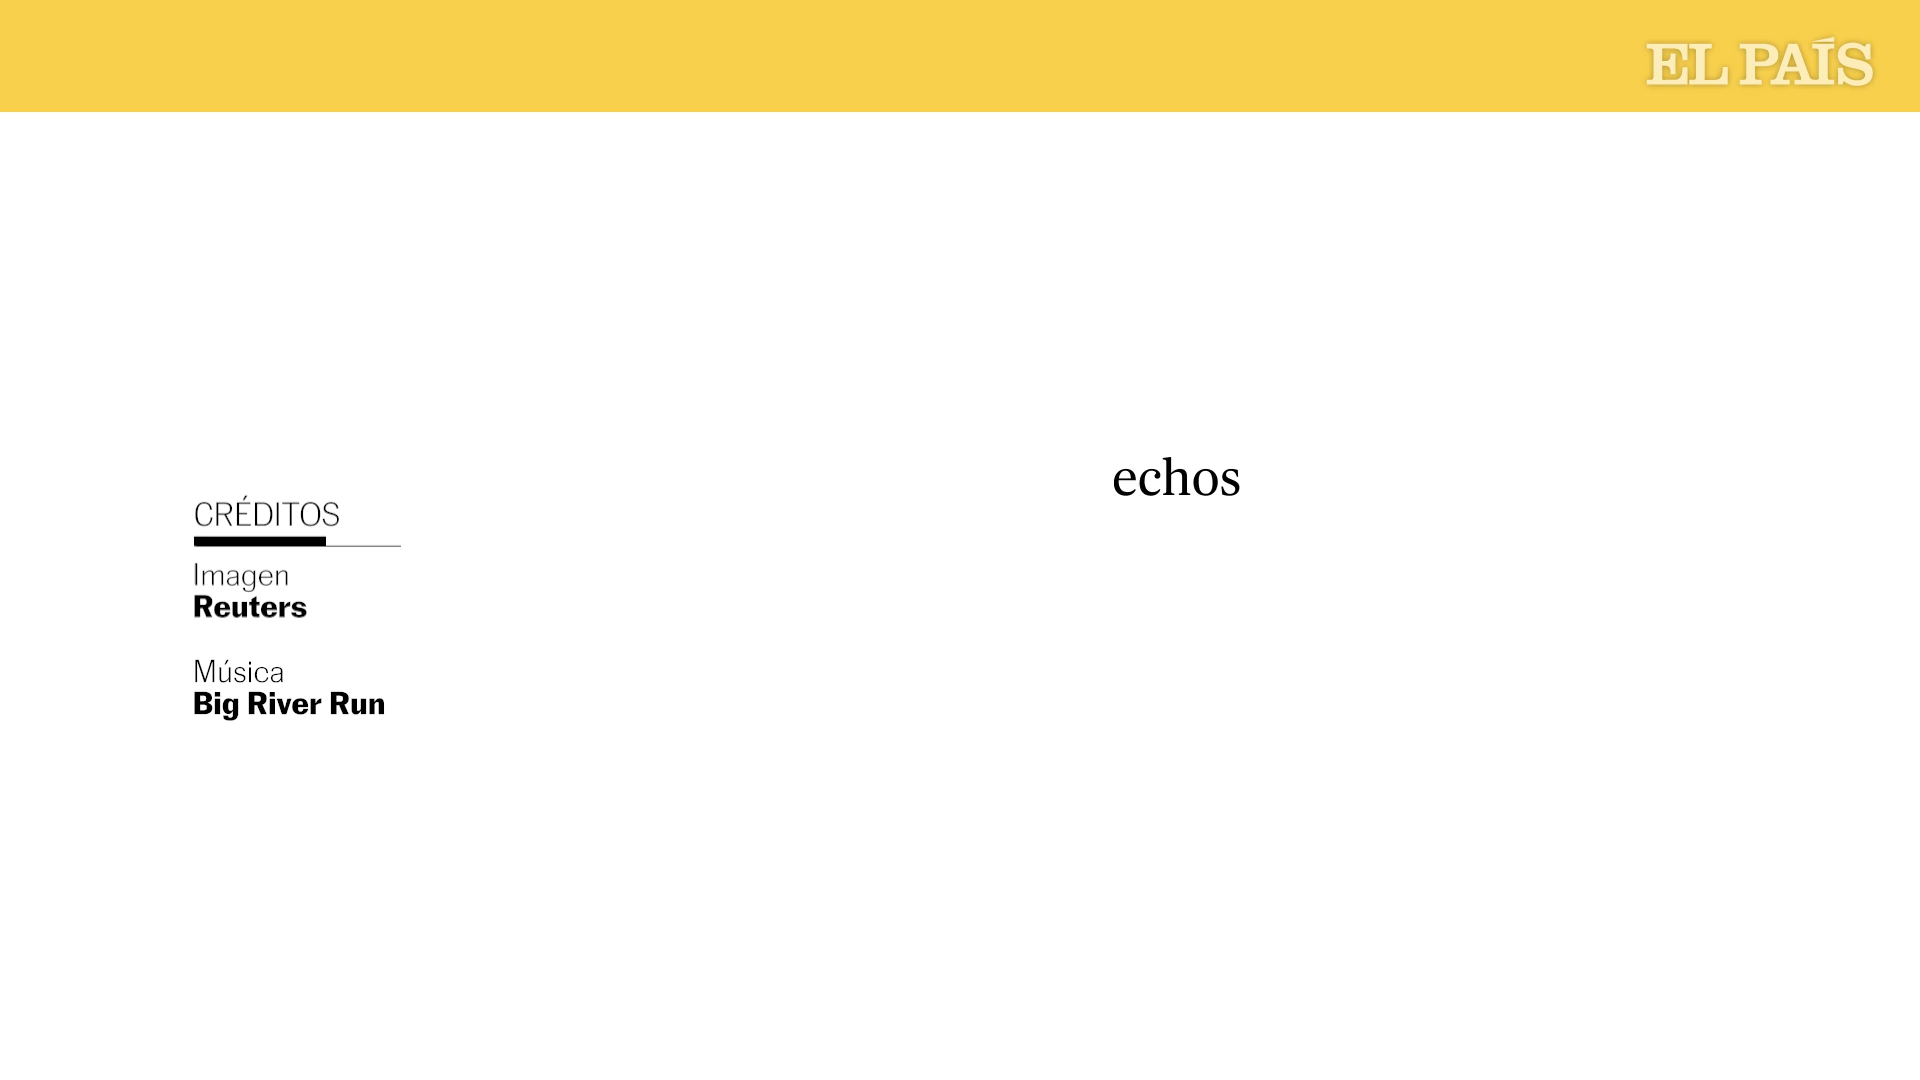 EL PAÍS
echos
CRÉDITOS
Imagen
Reuters
Música
Big River Run